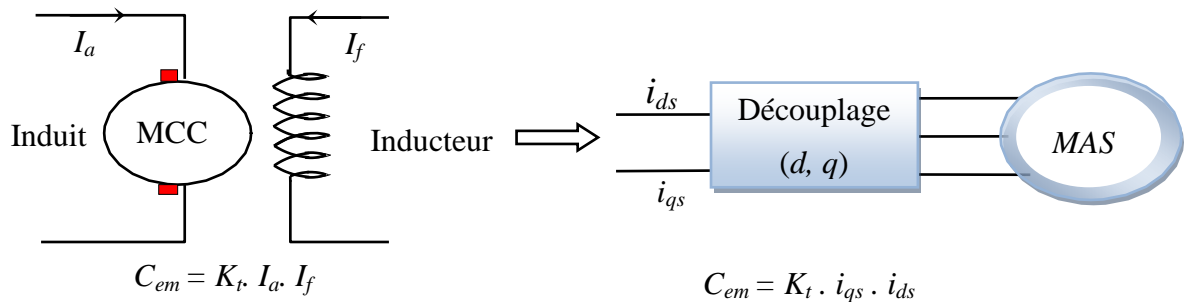 I_a
I_f
Induit
MCC
Inducteur
C_em = K_t. I_a. I_f
i_ds
i_qs
Découplage
(d, q)
MAS
C_em = K_t . i_qs . i_ds